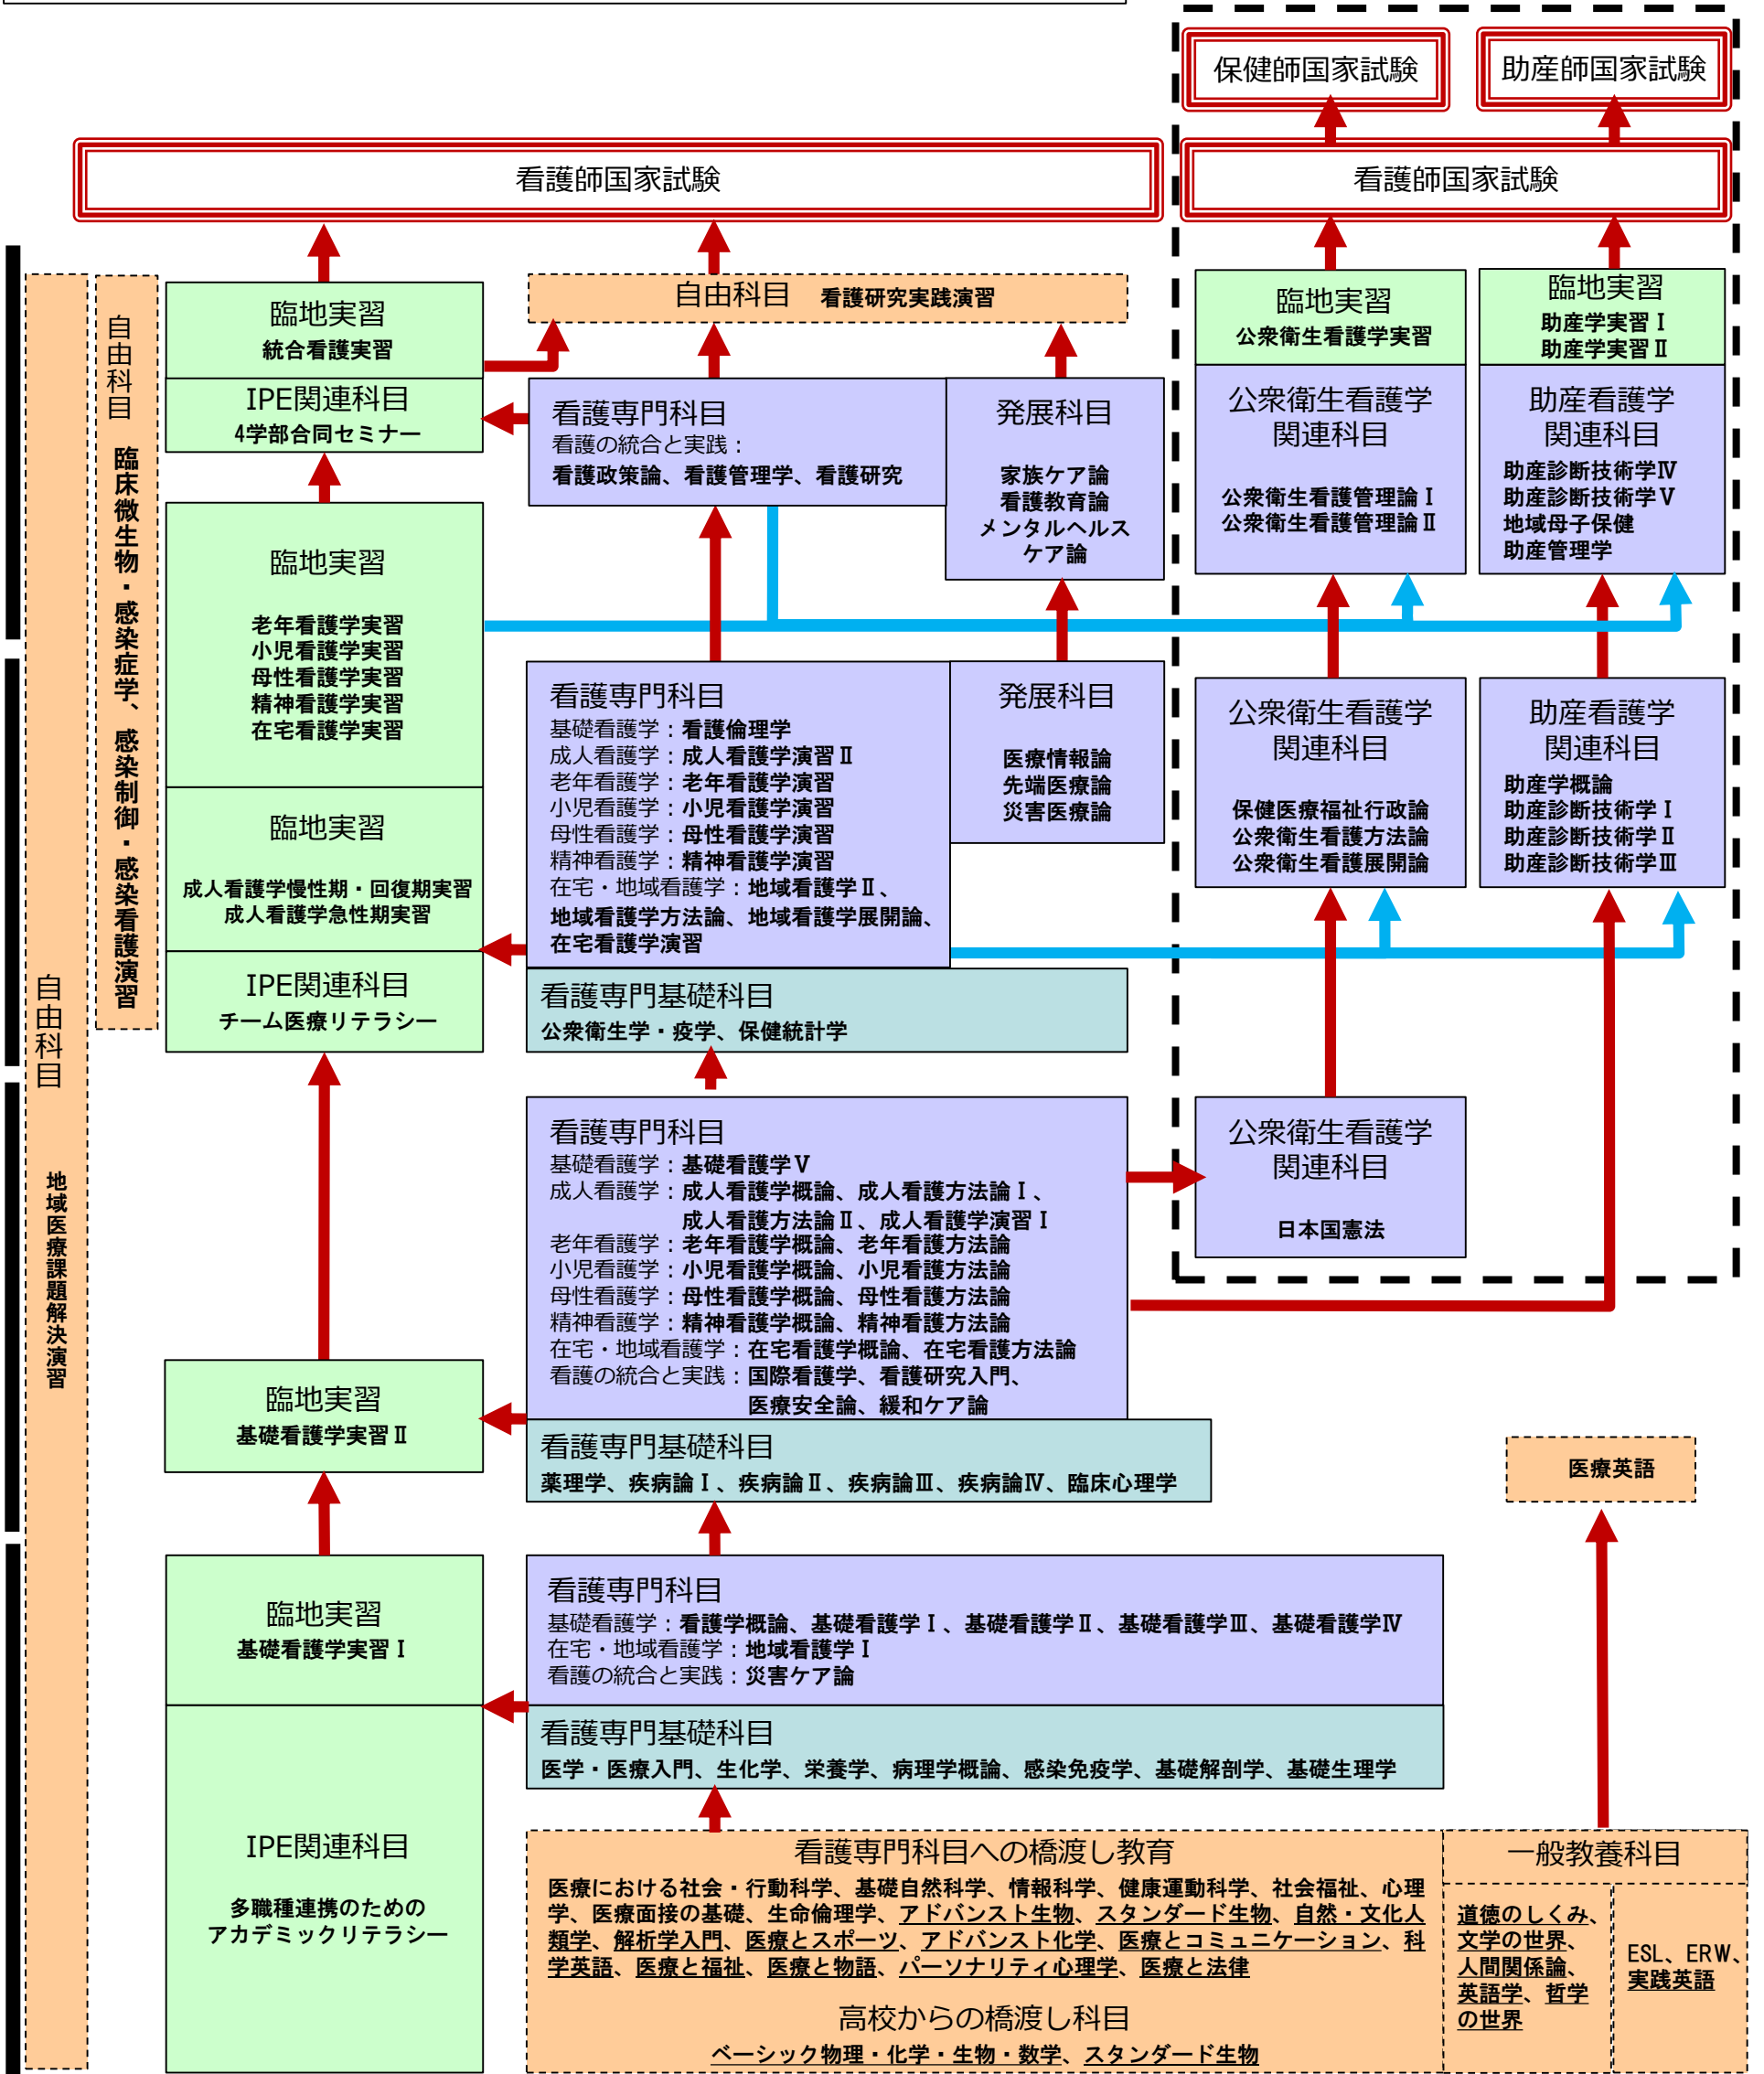 保健師国家試験
助産師国家試験
看護師国家試験
看護師国家試験
自由科目
地域医療課題解決演習
自由科目
臨床微生物・感染症学、感染制御・感染看護演習
臨地実習
統合看護実習
IPE関連科目
4学部合同セミナー
自由科目 看護研究実践演習
看護専門科目
看護の統合と実践：
看護政策論、看護管理学、看護研究
発展科目
家族ケア論
看護教育論
メンタルヘルス
ケア論
臨地実習
公衆衛生看護学実習
公衆衛生看護学
関連科目
公衆衛生看護管理論Ⅰ
公衆衛生看護管理論Ⅱ
臨地実習
助産学実習Ⅰ
助産学実習Ⅱ
助産看護学
関連科目
助産診断技術学Ⅳ
助産診断技術学Ⅴ
地域母子保健
助産管理学
臨地実習
老年看護学実習
小児看護学実習
母性看護学実習
精神看護学実習
在宅看護学実習
臨地実習
成人看護学慢性期・回復期実習
成人看護学急性期実習
IPE関連科目
チーム医療リテラシー
看護専門科目
基礎看護学：看護倫理学
成人看護学：成人看護学演習Ⅱ
老年看護学：老年看護学演習
小児看護学：小児看護学演習
母性看護学：母性看護学演習
精神看護学：精神看護学演習
在宅・地域看護学：地域看護学Ⅱ、
地域看護学方法論、地域看護学展開論、
在宅看護学演習
看護専門基礎科目
公衆衛生学・疫学、保健統計学
発展科目
医療情報論
先端医療論
災害医療論
公衆衛生看護学
関連科目
保健医療福祉行政論
公衆衛生看護方法論
公衆衛生看護展開論
助産看護学
関連科目
助産学概論
助産診断技術学Ⅰ
助産診断技術学Ⅱ
助産診断技術学Ⅲ
看護専門科目
基礎看護学：基礎看護学Ⅴ
成人看護学：成人看護学概論、成人看護方法論Ⅰ、
成人看護方法論Ⅱ、成人看護学演習Ⅰ
老年看護学：老年看護学概論、老年看護方法論
小児看護学：小児看護学概論、小児看護方法論
母性看護学：母性看護学概論、母性看護方法論
精神看護学：精神看護学概論、精神看護方法論
在宅・地域看護学：在宅看護学概論、在宅看護方法論
看護の統合と実践：国際看護学、看護研究入門、
医療安全論、緩和ケア論
看護専門基礎科目
薬理学、疾病論Ⅰ、疾病論Ⅱ、疾病論Ⅲ、疾病論Ⅳ、臨床心理学
公衆衛生看護学
関連科目
日本国憲法
臨地実習
基礎看護学実習Ⅱ
医療英語
臨地実習
基礎看護学実習Ⅰ
IPE関連科目
多職種連携のための
アカデミックリテラシー
看護専門科目
基礎看護学：看護学概論、基礎看護学Ⅰ、基礎看護学Ⅱ、基礎看護学Ⅲ、基礎看護学Ⅳ
在宅・地域看護学：地域看護学Ⅰ
看護の統合と実践：災害ケア論
看護専門基礎科目
医学・医療入門、生化学、栄養学、病理学概論、感染免疫学、基礎解剖学、基礎生理学
看護専門科目への橋渡し教育
医療における社会・行動科学、基礎自然科学、情報科学、健康運動科学、社会福祉、心理
学、医療面接の基礎、生命倫理学、アドバンスト生物、スタンダード生物、自然・文化人
類学、解析学入門、医療とスポーツ、アドバンスト化学、医療とコミュニケーション、科
学英語、医療と福祉、医療と物語、パーソナリティ心理学、医療と法律
高校からの橋渡し科目
ベーシック物理・化学・生物・数学、スタンダード生物
一般教養科目
道徳のしくみ、
文学の世界、
人間関係論、
英語学、哲学
の世界
ESL、ERW、
実践英語